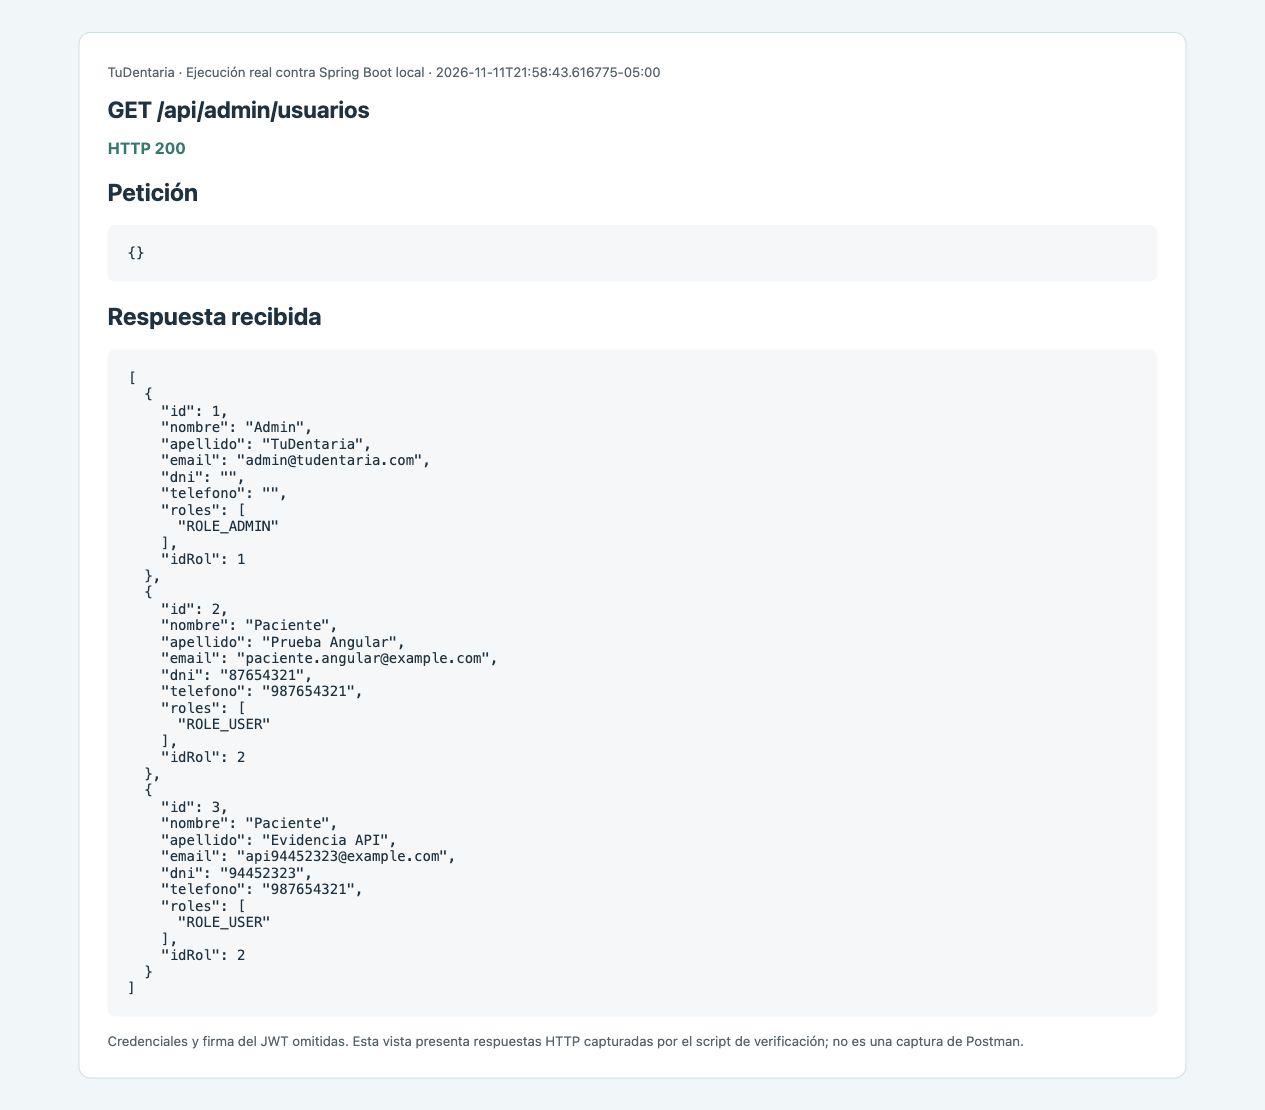 TuDentaria · Ejecución real contra Spring Boot local · 2026-11-11T21:58:43.616775-05:00
GET /api/admin/usuarios
HTTP 200
Petición
{}
Respuesta recibida
[
  {
    "id": 1,
    "nombre": "Admin",
    "apellido": "TuDentaria",
    "email": "admin@tudentaria.com",
    "dni": "",
    "telefono": "",
    "roles": [
      "ROLE_ADMIN"
    ],
    "idRol": 1
  },
  {
    "id": 2,
    "nombre": "Paciente",
    "apellido": "Prueba Angular",
    "email": "paciente.angular@example.com",
    "dni": "87654321",
    "telefono": "987654321",
    "roles": [
      "ROLE_USER"
    ],
    "idRol": 2
  },
  {
    "id": 3,
    "nombre": "Paciente",
    "apellido": "Evidencia API",
    "email": "api94452323@example.com",
    "dni": "94452323",
    "telefono": "987654321",
    "roles": [
      "ROLE_USER"
    ],
    "idRol": 2
  }
]
Credenciales y firma del JWT omitidas. Esta vista presenta respuestas HTTP capturadas por el script de verificación; no es una captura de Postman.